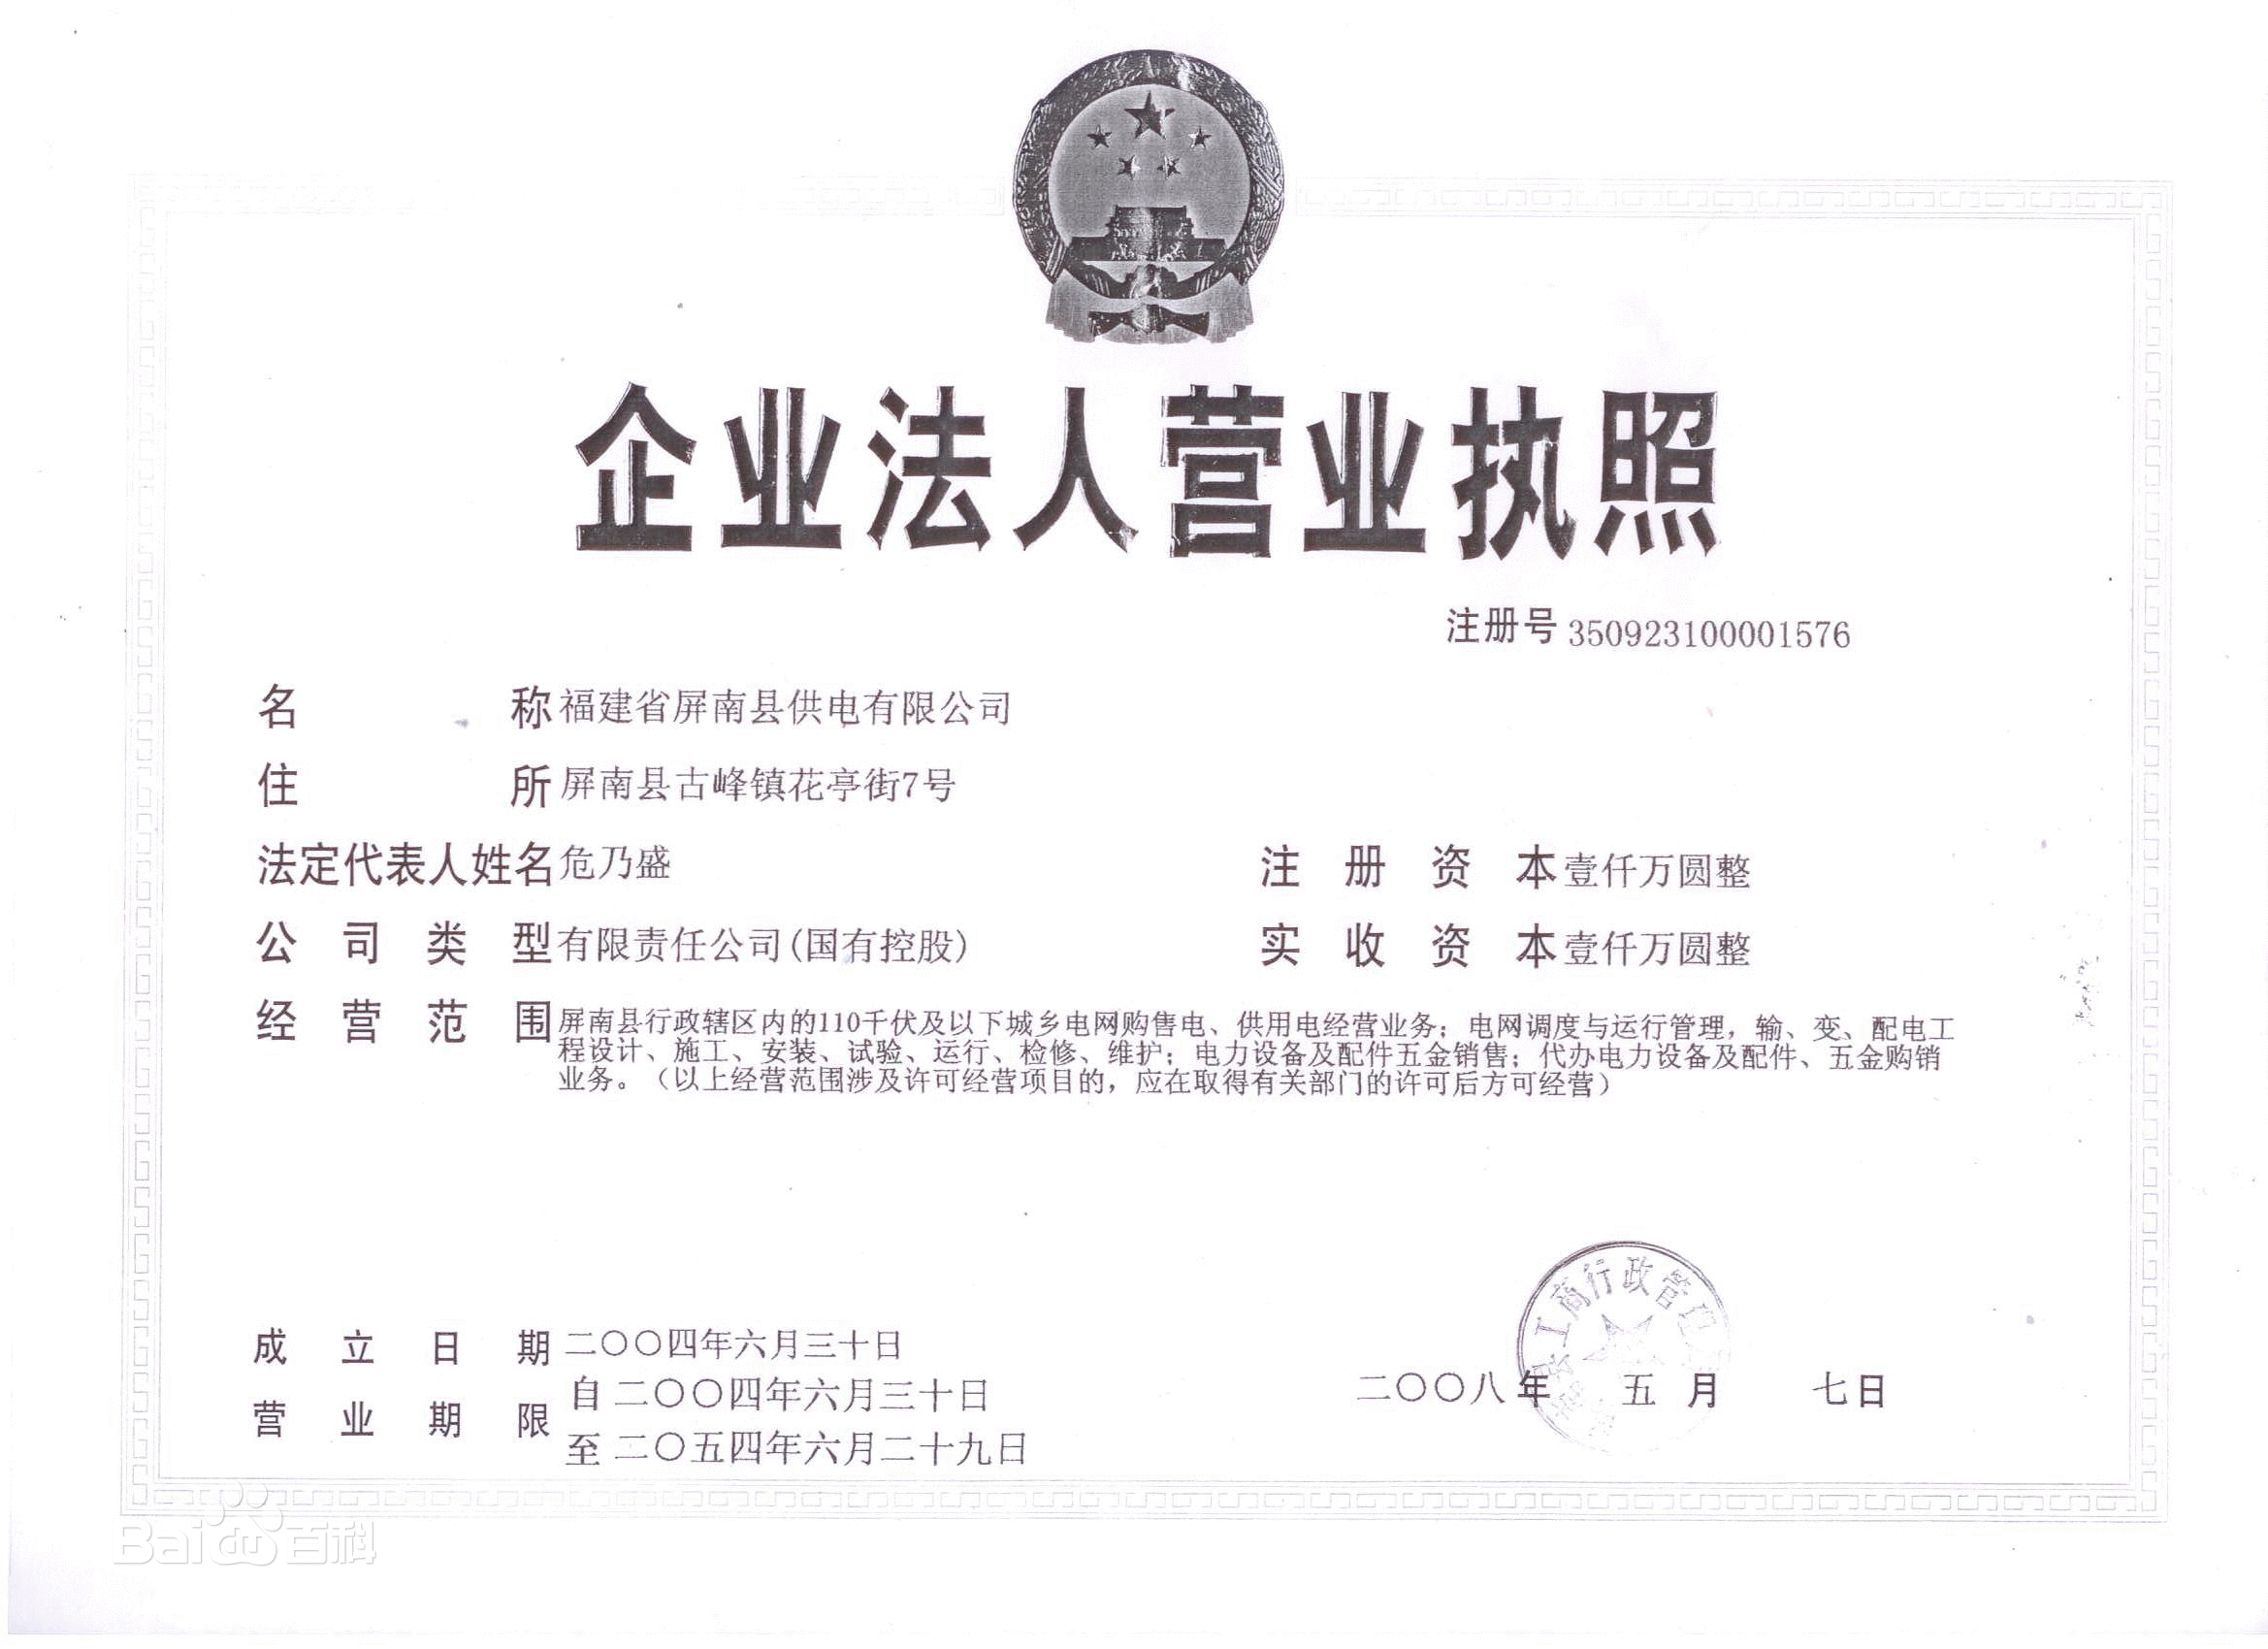 企业法人营业执照
注册号 350923100001576
名称 福建省屏南县供电有限公司
住所 屏南县古峰镇花亭街7号
法定代表人姓名 危乃盛
注册资本 壹仟万圆整
公司类型 有限责任公司(国有控股)
实收资本 壹仟万圆整
经营范围 屏南县行政辖区内的110千伏及以下城乡电网购售电、供用电经营业务；电网调度与运行管理，输、变、配电工
程设计、施工、安装、试验、运行、检修、维护；电力设备及配件五金销售；代办电力设备及配件、五金购销
业务。（以上经营范围涉及许可经营项目的，应在取得有关部门的许可后方可经营）
工商行政管理
成立日期 二〇〇四年六月三十日
营业期限 自二〇〇四年六月三十日
至二〇五四年六月二十九日
二〇〇八年五月七日
Bai百科